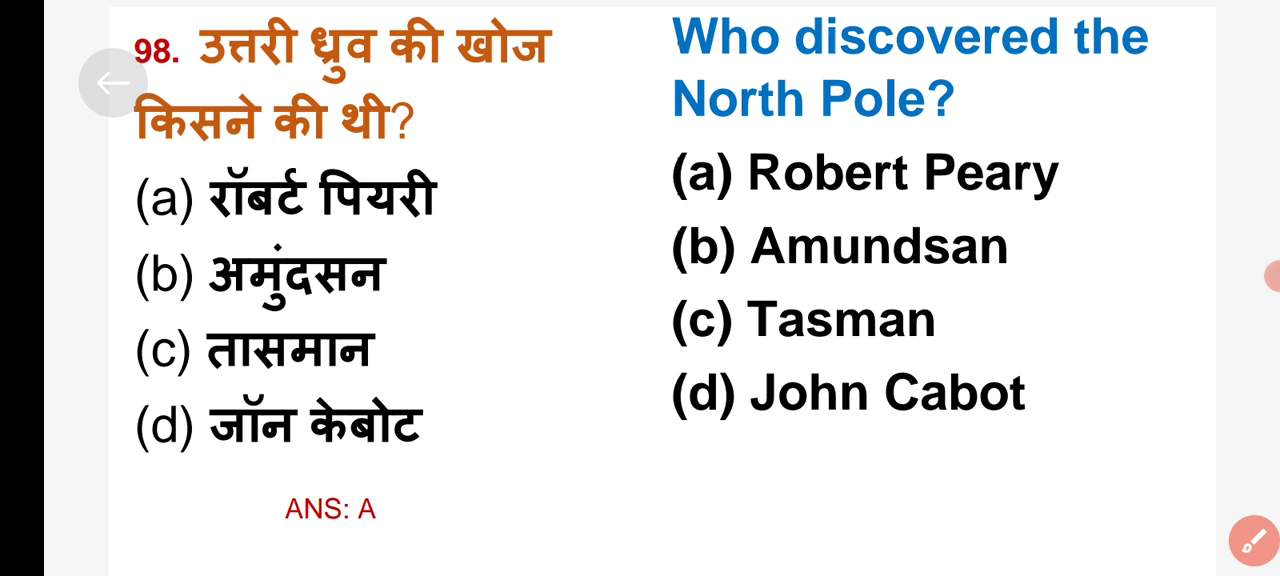 98. उत्तरी ध्रुव की खोज
किसने की थी?
(a) रॉबर्ट पियरी
(b) अमुंदसन
(c) तासमान
(d) जॉन केबोट
ANS: A
Who discovered the
North Pole?
(a) Robert Peary
(b) Amundsan
(c) Tasman
(d) John Cabot